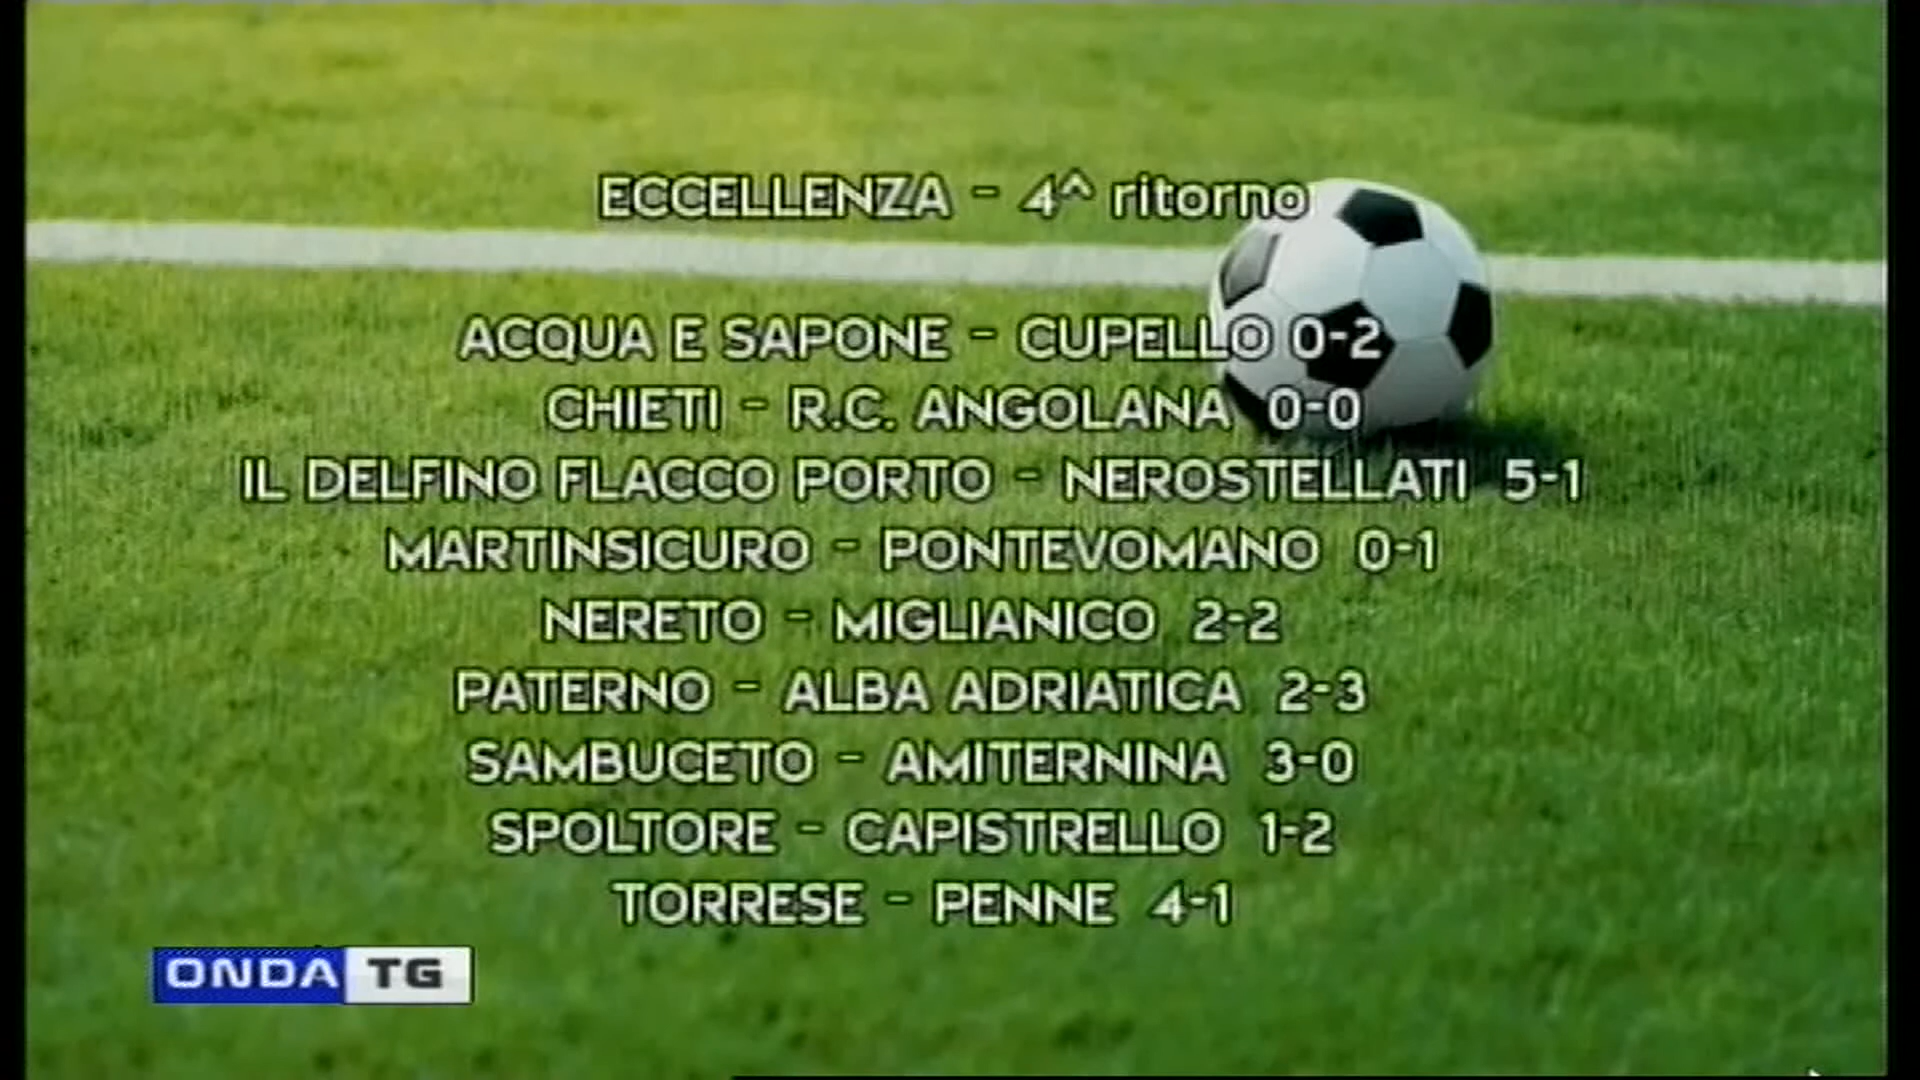 ECCELLENZA - 4^ ritorno
ACQUA E SAPONE - CUPELLO 0-2
CHIETI - R.C. ANGOLANA 0-0
IL DELFINO FLACCO PORTO - NEROSTELLATI 5-1
MARTINSICURO - PONTEVOMANO 0-1
NERETO - MIGLIANICO 2-2
PATERNO - ALBA ADRIATICA 2-3
SAMBUCETO - AMITERNINA 3-0
SPOLTORE - CAPISTRELLO 1-2
TORRESE - PENNE 4-1
ONDA TG